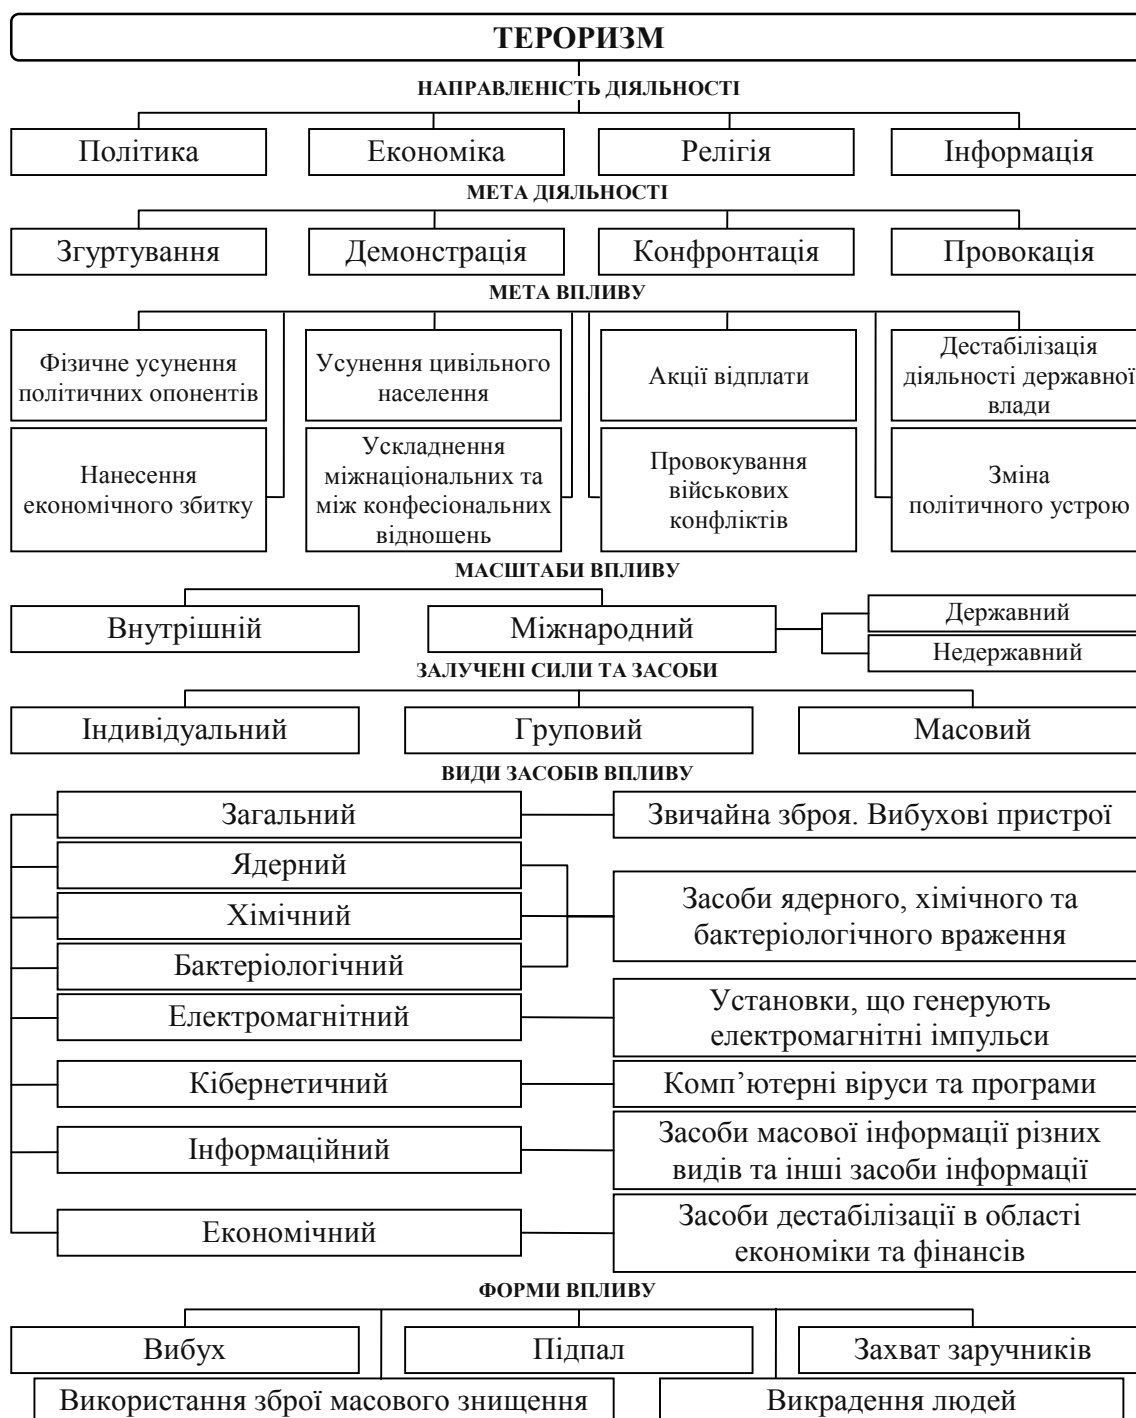 ТЕРОРИЗМ
НАПРАВЛЕНІСТЬ ДІЯЛЬНОСТІ
Політика
Економіка
Релігія
Інформація
МЕТА ДІЯЛЬНОСТІ
Згуртування
Демонстрація
Конфронтація
Провокація
МЕТА ВПЛИВУ
Фізичне усунення
політичних опонентів
Усунення цивільного
населення
Акції відплати
Дестабілізація
діяльності державної
влади
Нанесення
економічного збитку
Ускладнення
міжнаціональних та
між конфесіональних
відношень
Провокування
військових
конфліктів
Зміна
політичного устрою
МАСШТАБИ ВПЛИВУ
Внутрішній
Міжнародний
Державний
Недержавний
ЗАЛУЧЕНІ СИЛИ ТА ЗАСОБИ
Індивідуальний
Груповий
Масовий
ВИДИ ЗАСОБІВ ВПЛИВУ
Загальний
Звичайна зброя. Вибухові пристрої
Ядерний
Хімічний
Бактеріологічний
Засоби ядерного, хімічного та
бактеріологічного враження
Електромагнітний
Установки, що генерують
електромагнітні імпульси
Кібернетичний
Комп’ютерні віруси та програми
Інформаційний
Засоби масової інформації різних
видів та інші засоби інформації
Економічний
Засоби дестабілізації в області
економіки та фінансів
ФОРМИ ВПЛИВУ
Вибух
Підпал
Захват заручників
Використання зброї масового знищення
Викрадення людей